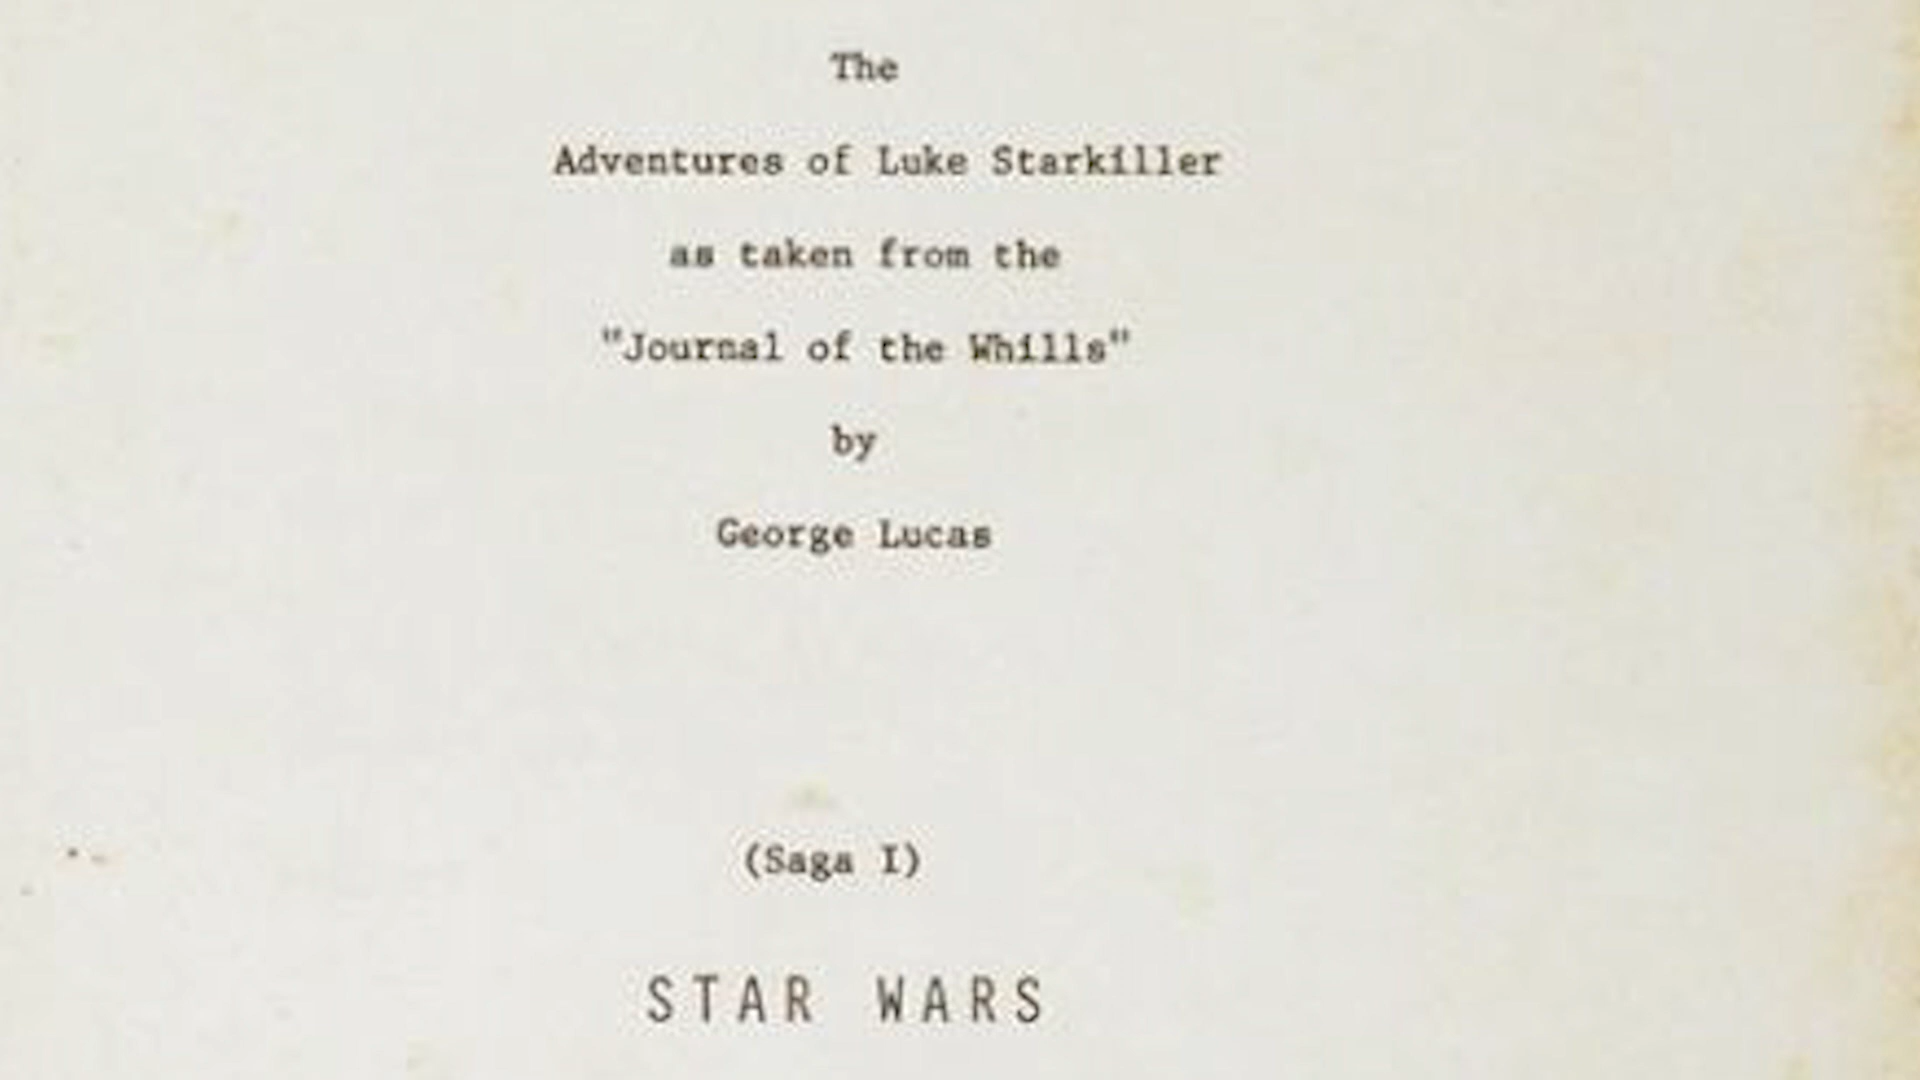 The
Adventures of Luke Starkiller
as taken from the
"Journal of the Whills"
by
George Lucas
(Saga I)
STAR WARS